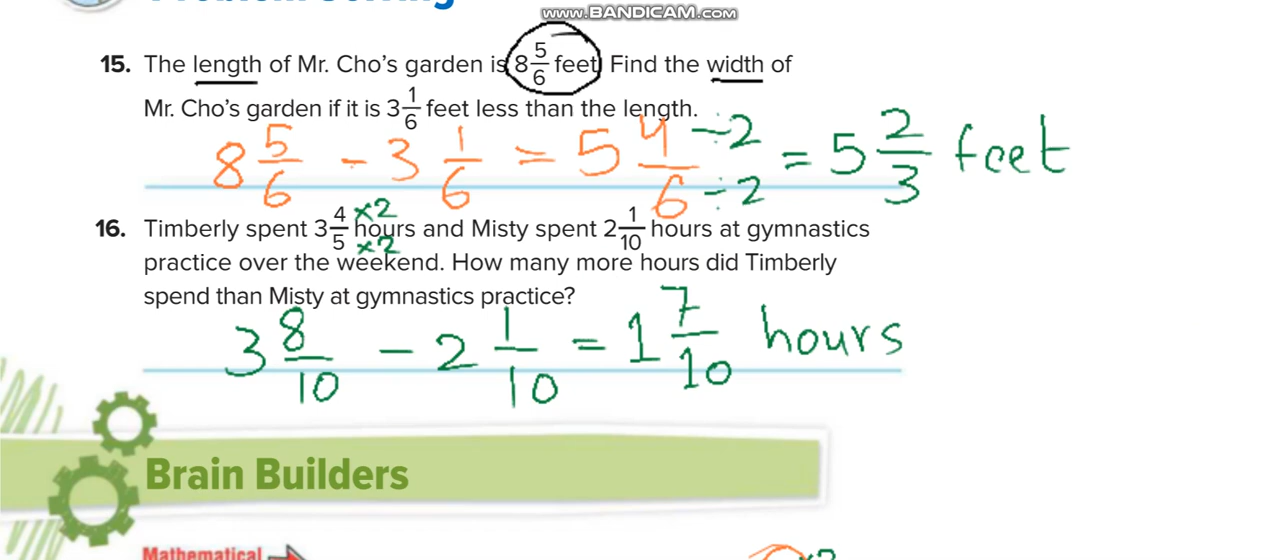 Problem Solving
WWW.BANDICAM.COM
15. The length of Mr. Cho's garden is 8 5/6 feet. Find the width of
Mr. Cho's garden if it is 3 1/6 feet less than the length.
8 5/6 - 3 1/6 = 5 4/6 ÷2/÷2 = 5 2/3 feet
16. Timberly spent 3 4/5 ×2/×2 hours and Misty spent 2 1/10 hours at gymnastics
practice over the weekend. How many more hours did Timberly
spend than Misty at gymnastics practice?
3 8/10 - 2 1/10 = 1 7/10 hours
Brain Builders
Mathematical
×2